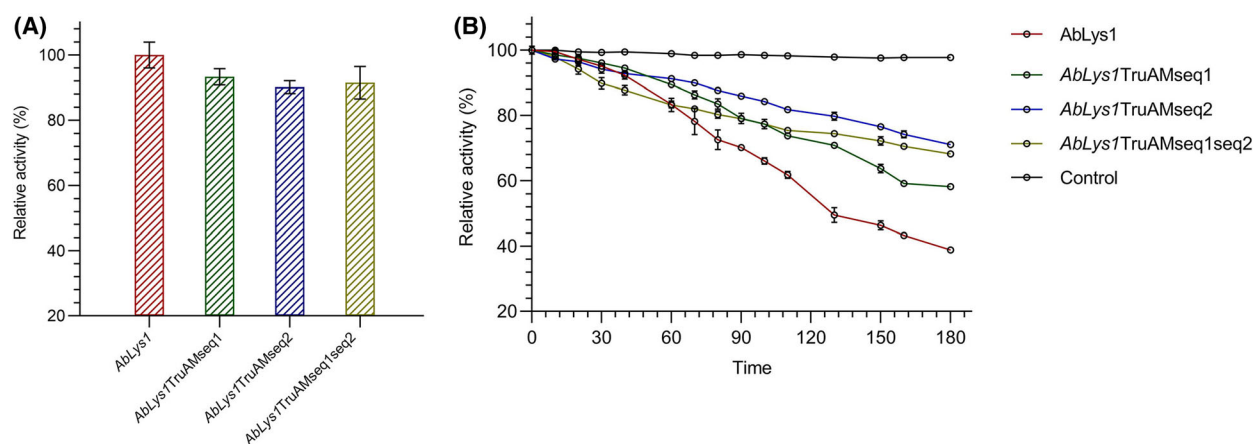 (A)
Relative activity (%)
100
80
60
40
20
AbLys1
AbLys1TruAMseq1
AbLys1TruAMseq2
AbLys1TruAMseq1seq2
(B)
Relative activity (%)
100
80
60
40
20
0 30 60 90 120 150 180
Time
AbLys1
AbLys1TruAMseq1
AbLys1TruAMseq2
AbLys1TruAMseq1seq2
Control